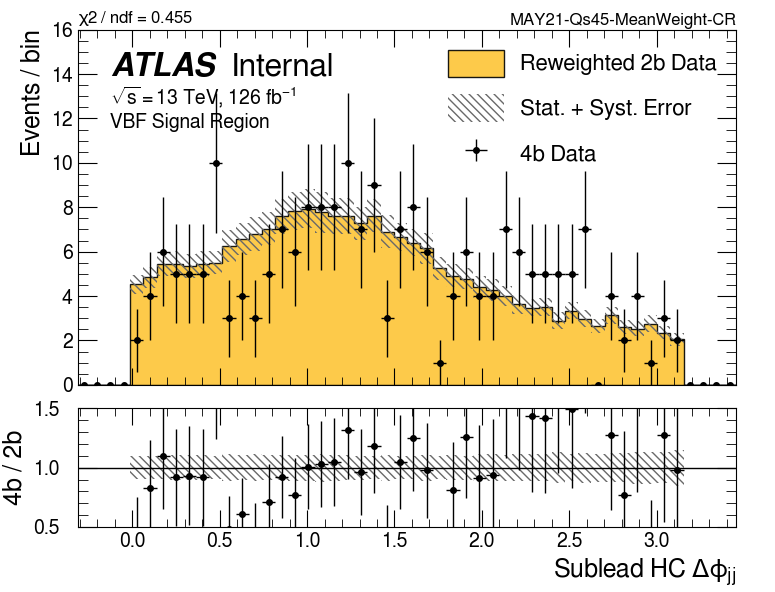 χ2 / ndf = 0.455
MAY21-Qs45-MeanWeight-CR
Events / bin
16
14
12
10
8
6
4
2
0
ATLAS Internal
√s = 13 TeV, 126 fb⁻¹
VBF Signal Region
Reweighted 2b Data
Stat. + Syst. Error
4b Data
4b / 2b
1.5
1.0
0.5
0.0 0.5 1.0 1.5 2.0 2.5 3.0
Sublead HC Δϕjj